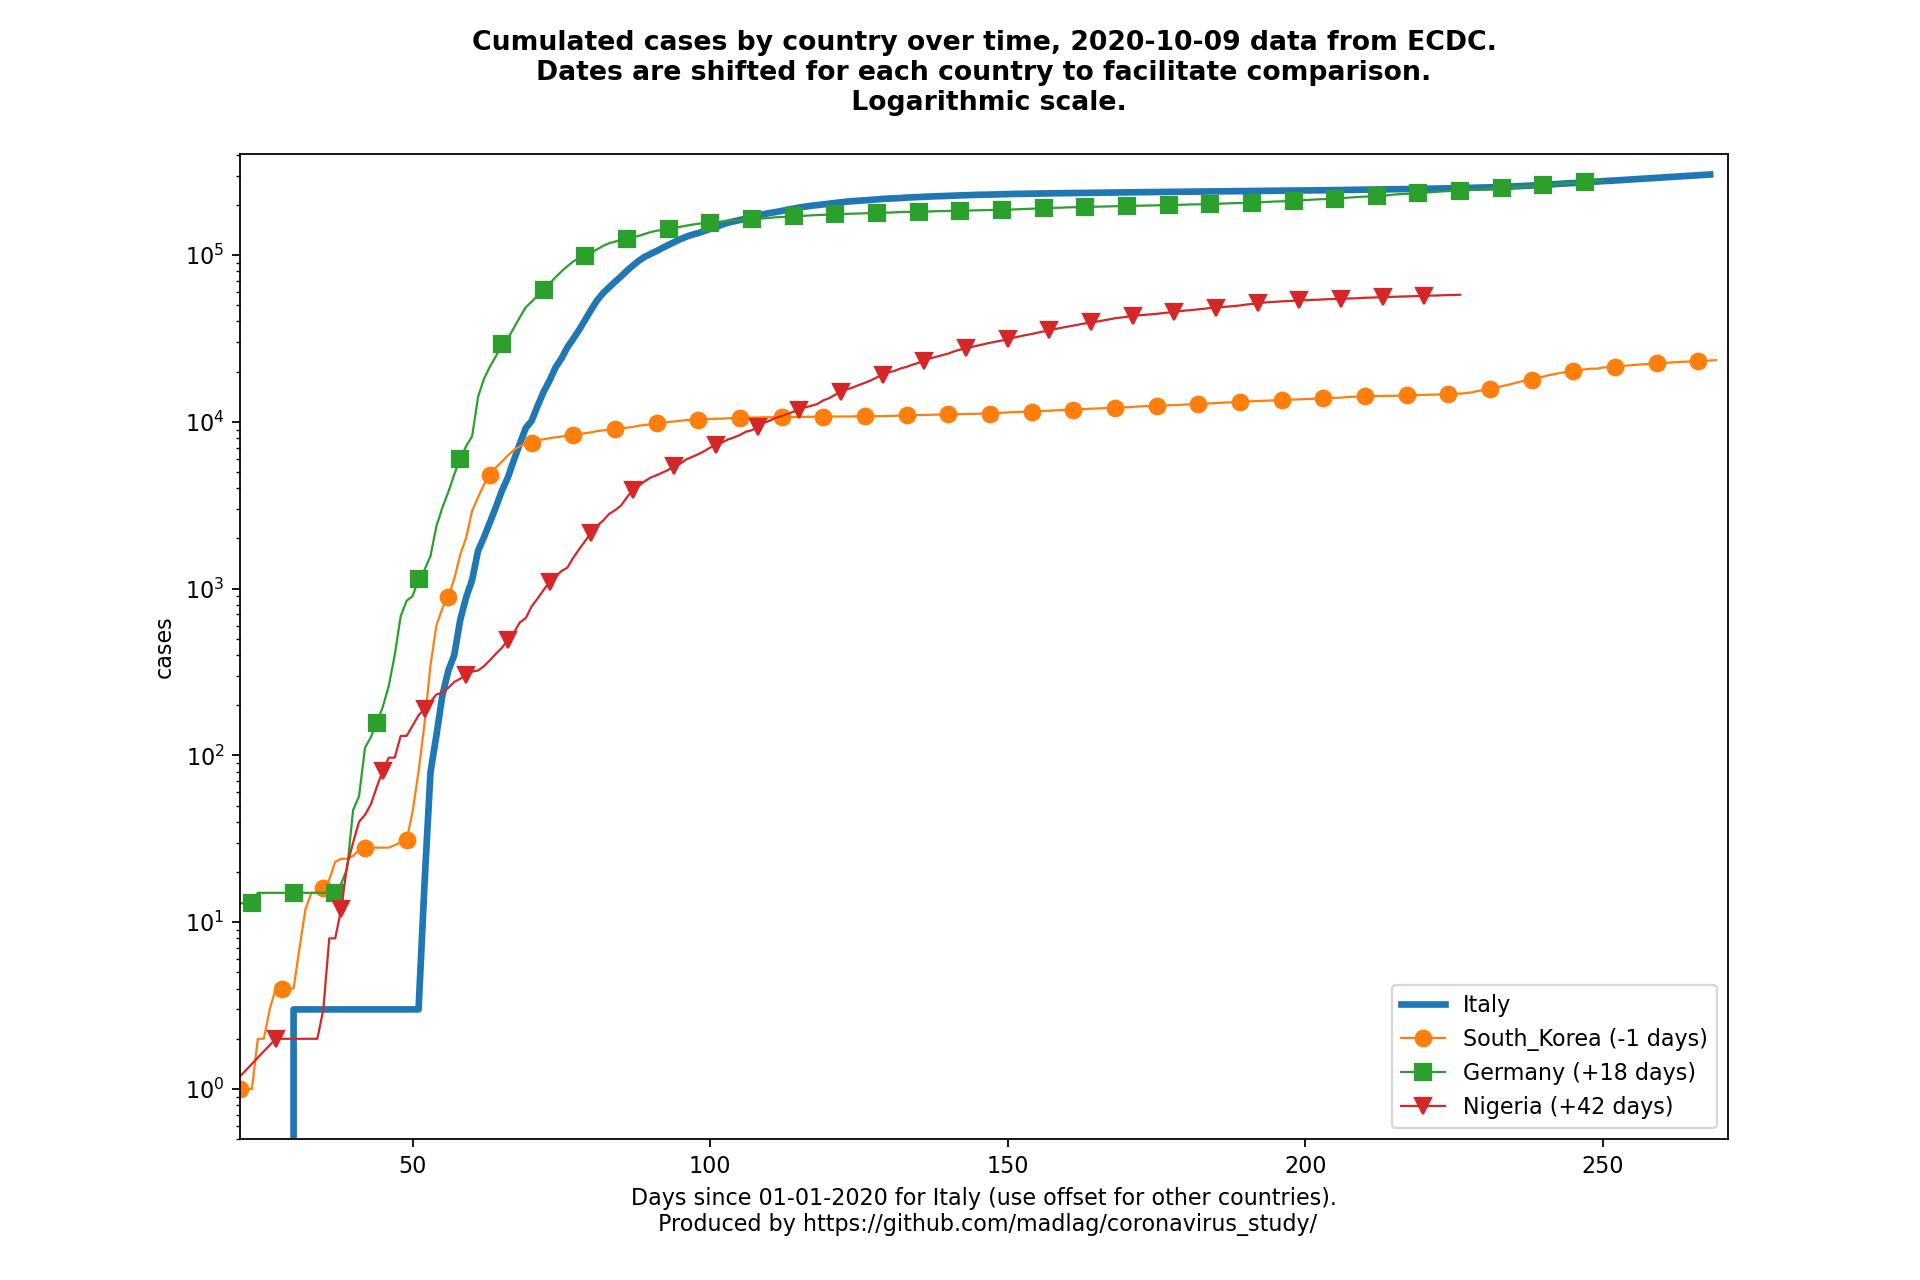 Cumulated cases by country over time, 2020-10-09 data from ECDC.
Dates are shifted for each country to facilitate comparison.
Logarithmic scale.
10^5
10^4
10^3
10^2
10^1
10^0
cases
Italy
South_Korea (-1 days)
Germany (+18 days)
Nigeria (+42 days)
50
100
150
200
250
Days since 01-01-2020 for Italy (use offset for other countries).
Produced by https://github.com/madlag/coronavirus_study/